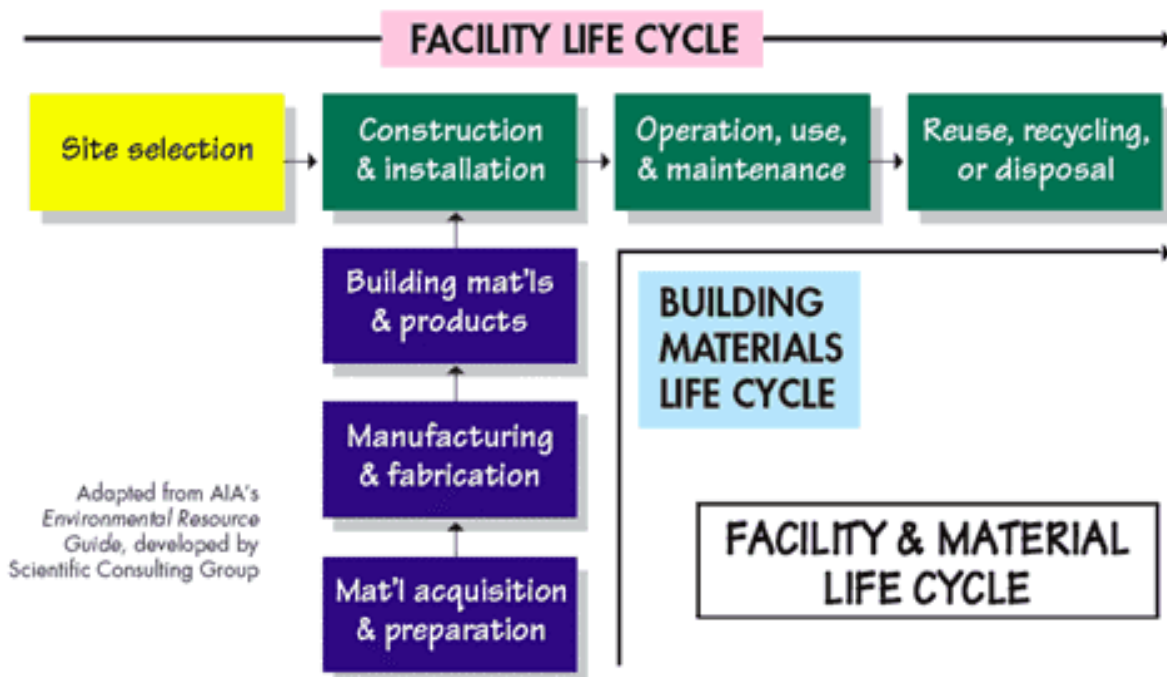 FACILITY LIFE CYCLE
Site selection
Construction
& installation
Operation, use,
& maintenance
Reuse, recycling,
or disposal
Building mat'ls
& products
BUILDING
MATERIALS
LIFE CYCLE
Manufacturing
& fabrication
Adapted from AIA's
Environmental Resource
Guide, developed by
Scientific Consulting Group
Mat'l acquisition
& preparation
FACILITY & MATERIAL
LIFE CYCLE